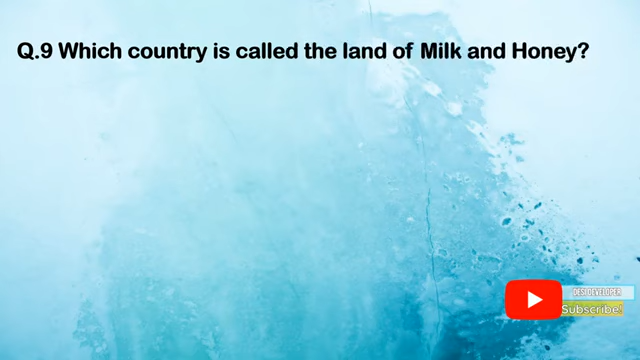 Q.9 Which country is called the land of Milk and Honey?
DESI DEVELOPER
Subscribe!